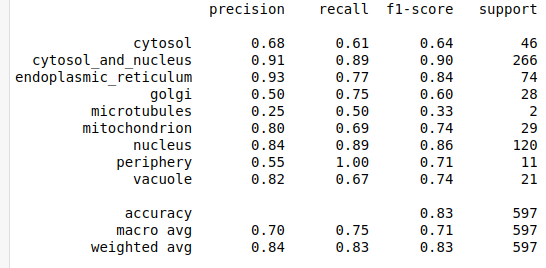 precision recall f1-score support
cytosol 0.68 0.61 0.64 46
cytosol_and_nucleus 0.91 0.89 0.90 266
endoplasmic_reticulum 0.93 0.77 0.84 74
golgi 0.50 0.75 0.60 28
microtubules 0.25 0.50 0.33 2
mitochondrion 0.80 0.69 0.74 29
nucleus 0.84 0.89 0.86 120
periphery 0.55 1.00 0.71 11
vacuole 0.82 0.67 0.74 21
accuracy 0.83 597
macro avg 0.70 0.75 0.71 597
weighted avg 0.84 0.83 0.83 597